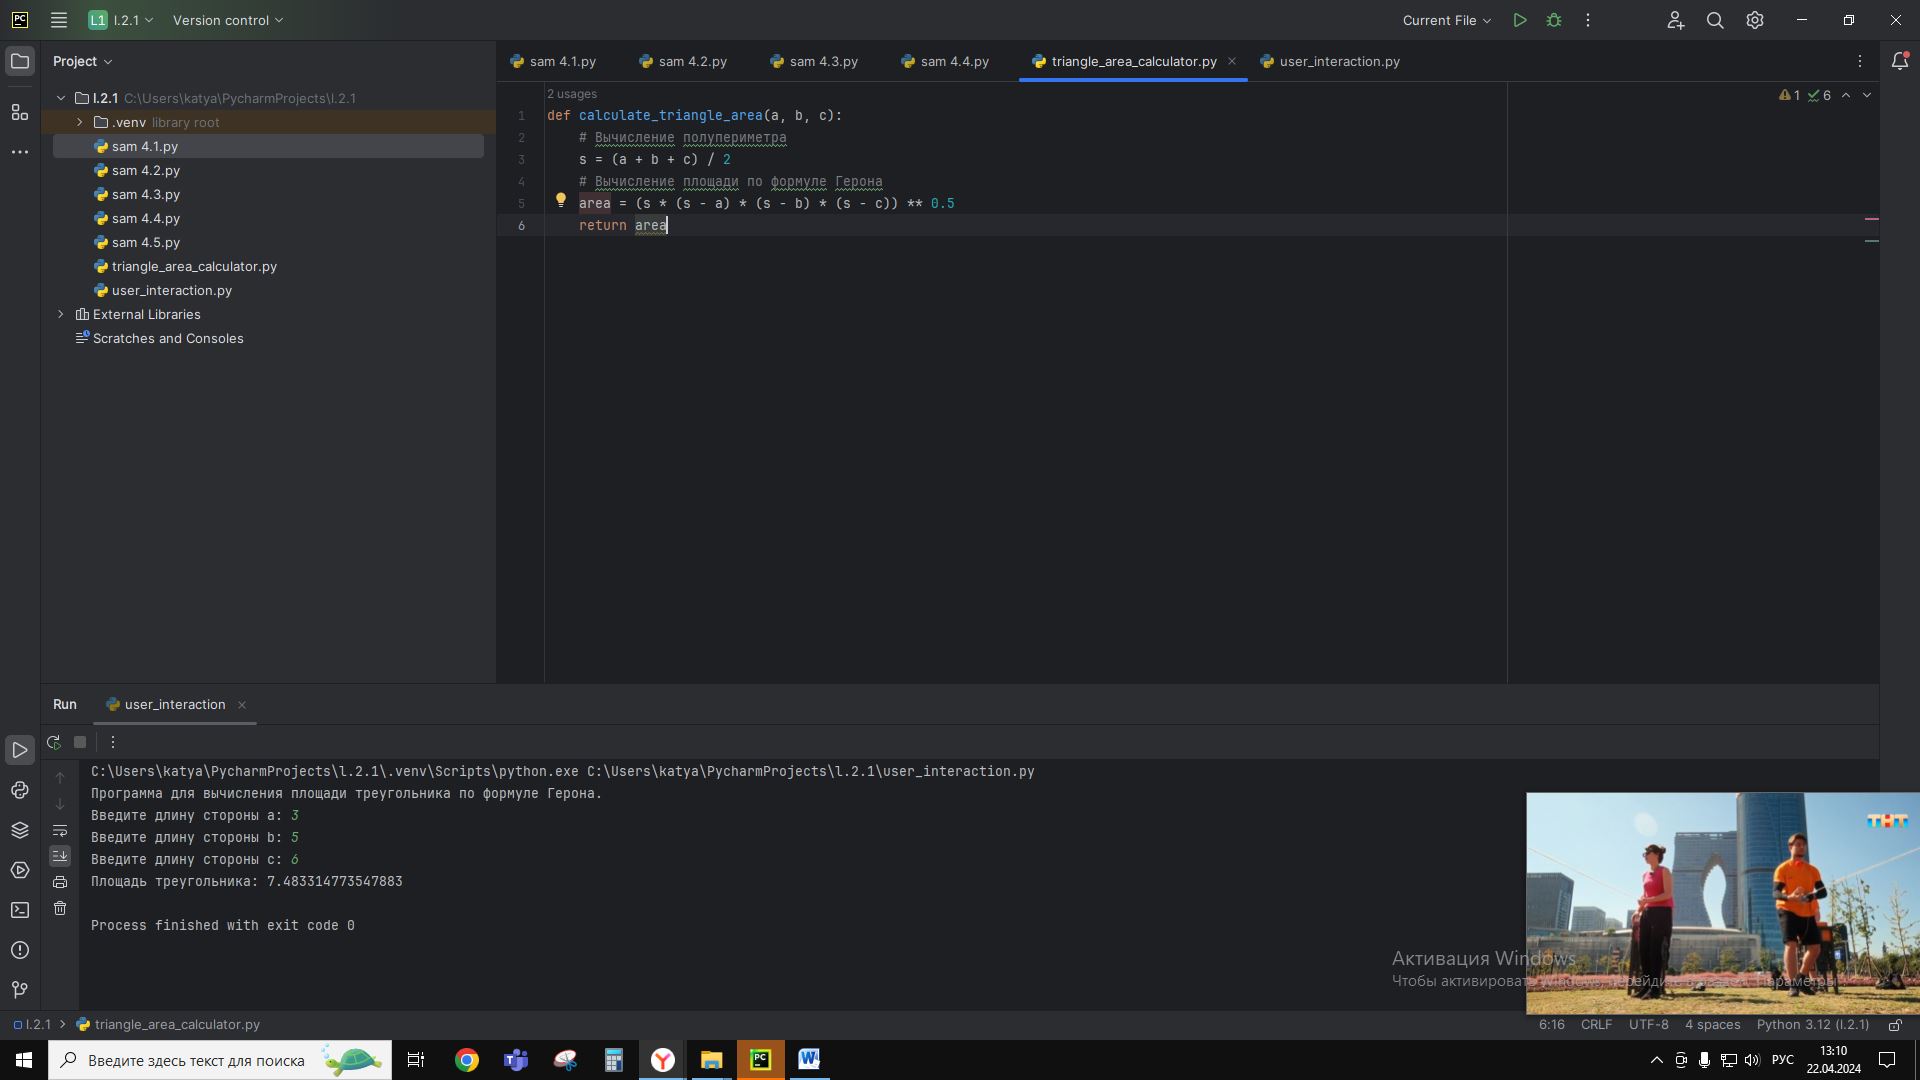 PC
L1 l.2.1
Version control
Current File
Project
sam 4.1.py
sam 4.2.py
sam 4.3.py
sam 4.4.py
triangle_area_calculator.py
user_interaction.py
l.2.1 C:\Users\katya\PycharmProjects\l.2.1
.venv library root
sam 4.1.py
sam 4.2.py
sam 4.3.py
sam 4.4.py
sam 4.5.py
triangle_area_calculator.py
user_interaction.py
External Libraries
Scratches and Consoles
2 usages
1 6
1 def calculate_triangle_area(a, b, c):
2 # Вычисление полупериметра
3 s = (a + b + c) / 2
4 # Вычисление площади по формуле Герона
5 area = (s * (s - a) * (s - b) * (s - c)) ** 0.5
6 return area
Run
user_interaction
C:\Users\katya\PycharmProjects\l.2.1\.venv\Scripts\python.exe C:\Users\katya\PycharmProjects\l.2.1\user_interaction.py
Программа для вычисления площади треугольника по формуле Герона.
Введите длину стороны a: 3
Введите длину стороны b: 5
Введите длину стороны c: 6
Площадь треугольника: 7.483314773547883
Process finished with exit code 0
ТНТ
Активация Windows
Чтобы активировать Windows, перейдите в раздел "Параметры".
l.2.1 > triangle_area_calculator.py
6:16 CRLF UTF-8 4 spaces Python 3.12 (l.2.1)
Введите здесь текст для поиска
PC
W
РУС
13:10
22.04.2024